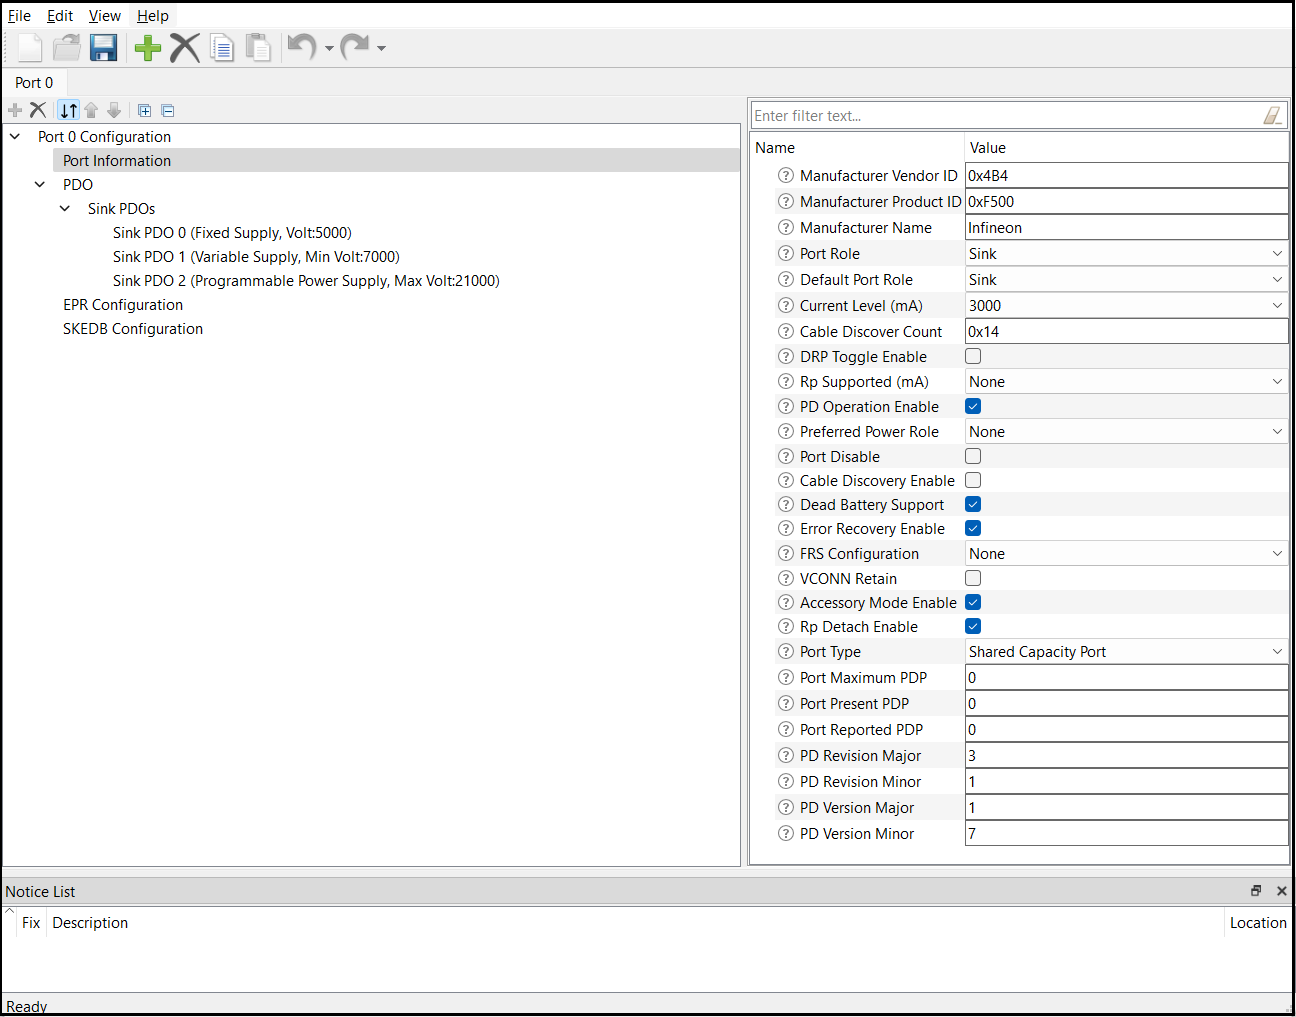 File Edit View Help
Port 0
Port 0 Configuration
Port Information
PDO
Sink PDOs
Sink PDO 0 (Fixed Supply, Volt:5000)
Sink PDO 1 (Variable Supply, Min Volt:7000)
Sink PDO 2 (Programmable Power Supply, Max Volt:21000)
EPR Configuration
SKEDB Configuration
Enter filter text...
Name Value
Manufacturer Vendor ID 0x4B4
Manufacturer Product ID 0xF500
Manufacturer Name Infineon
Port Role Sink
Default Port Role Sink
Current Level (mA) 3000
Cable Discover Count 0x14
DRP Toggle Enable
Rp Supported (mA) None
PD Operation Enable
Preferred Power Role None
Port Disable
Cable Discovery Enable
Dead Battery Support
Error Recovery Enable
FRS Configuration None
VCONN Retain
Accessory Mode Enable
Rp Detach Enable
Port Type Shared Capacity Port
Port Maximum PDP 0
Port Present PDP 0
Port Reported PDP 0
PD Revision Major 3
PD Revision Minor 1
PD Version Major 1
PD Version Minor 7
Notice List
Fix Description Location
Ready